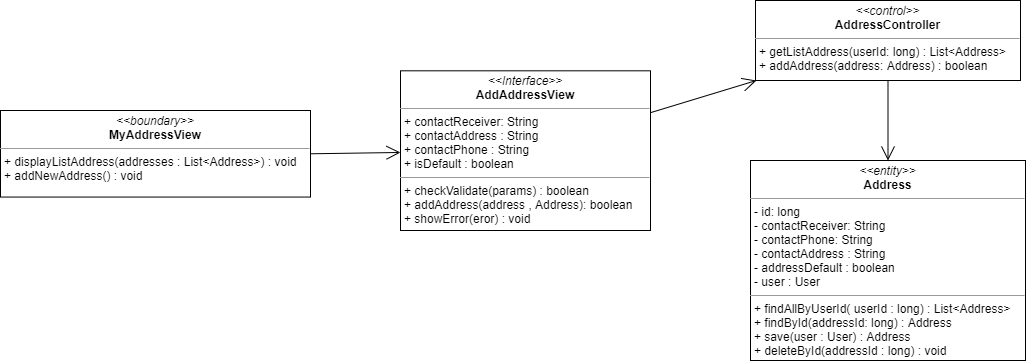 <<boundary>>
MyAddressView
+ displayListAddress(addresses : List<Address>) : void
+ addNewAddress() : void
<<Interface>>
AddAddressView
+ contactReceiver: String
+ contactAddress : String
+ contactPhone : String
+ isDefault : boolean
+ checkValidate(params) : boolean
+ addAddress(address , Address): boolean
+ showError(eror) : void
<<control>>
AddressController
+ getListAddress(userId: long) : List<Address>
+ addAddress(address: Address) : boolean
<<entity>>
Address
- id: long
- contactReceiver: String
- contactPhone: String
- contactAddress : String
- addressDefault : boolean
- user : User
+ findAllByUserId( userId : long) : List<Address>
+ findById(addressId: long) : Address
+ save(user : User) : Address
+ deleteById(addressId : long) : void